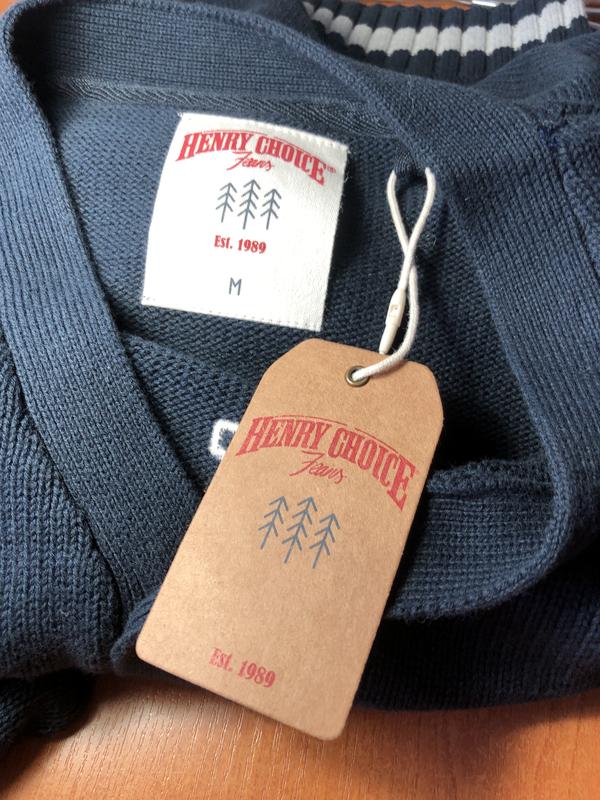 HENRY CHOICE
Jeans
Est. 1989
M
HENRY CHOICE
Jeans
Est. 1989